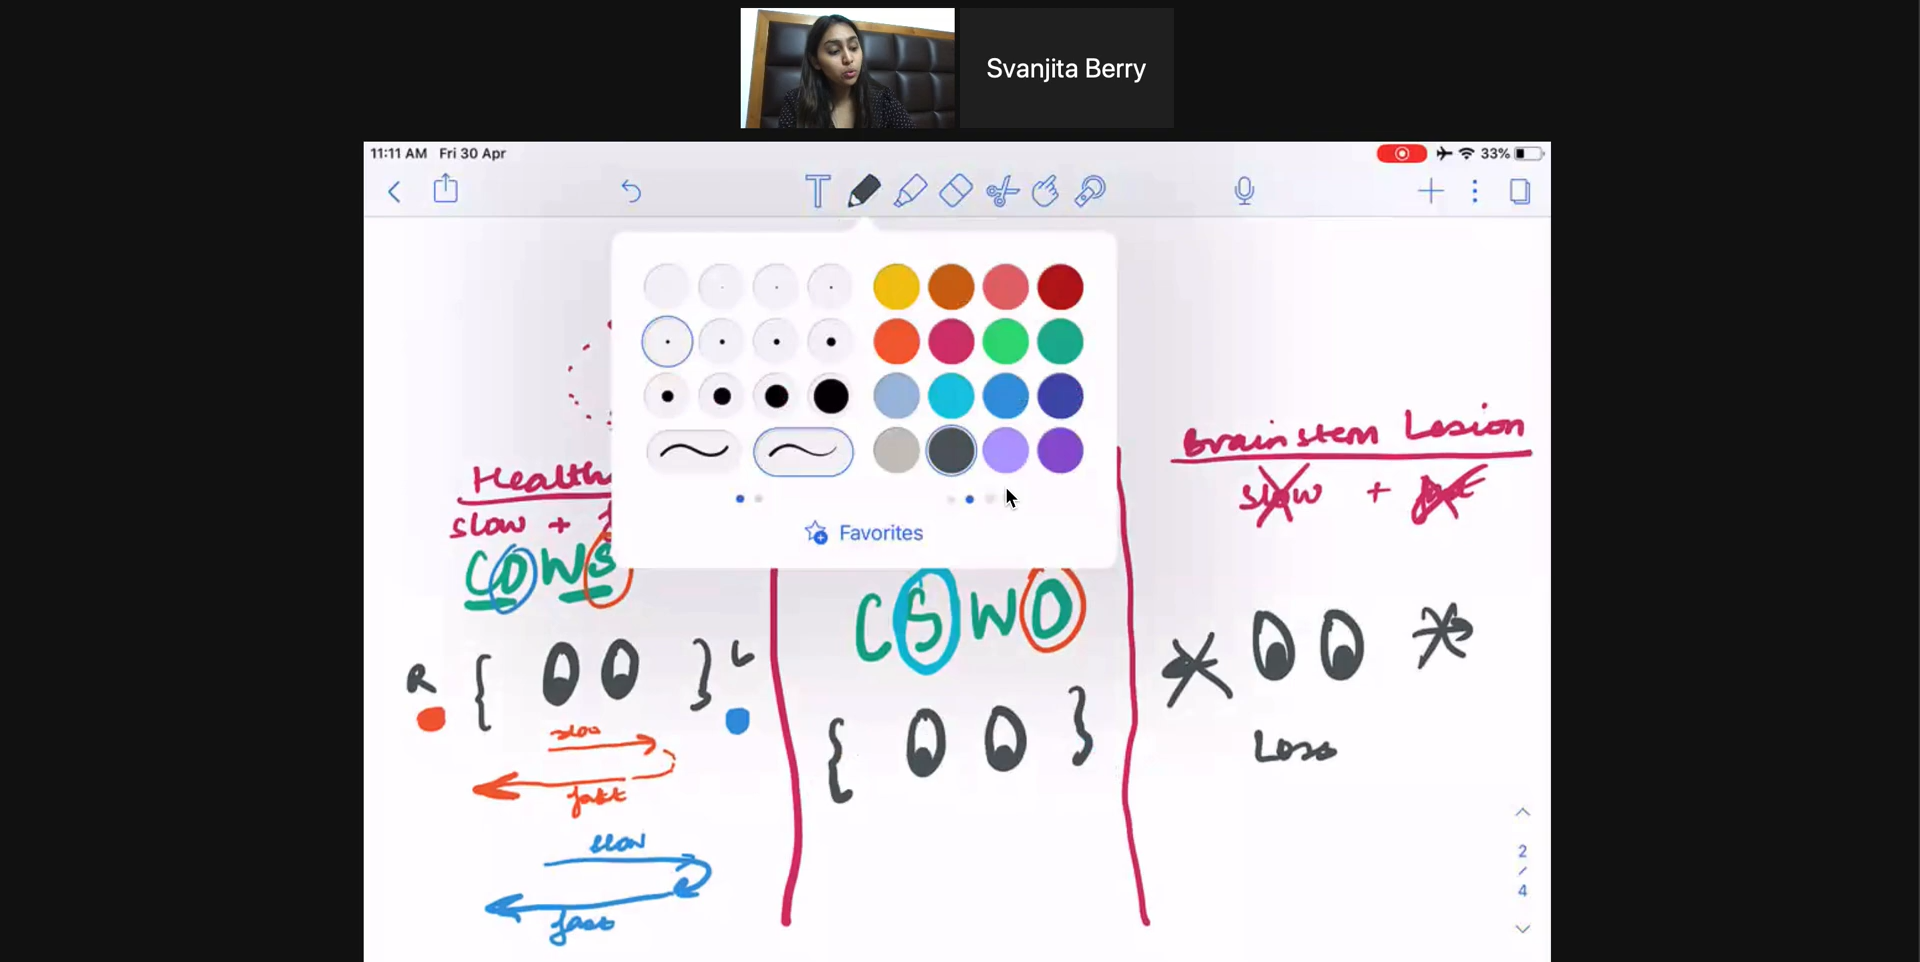 Svanjita Berry
11:11 AM Fri 30 Apr
33%
T
Favorites
Health
slow +
COWS
R
L
slow
fast
slow
fast
CSWO
Brainstem Lesion
slow +
Loss
2
/
4